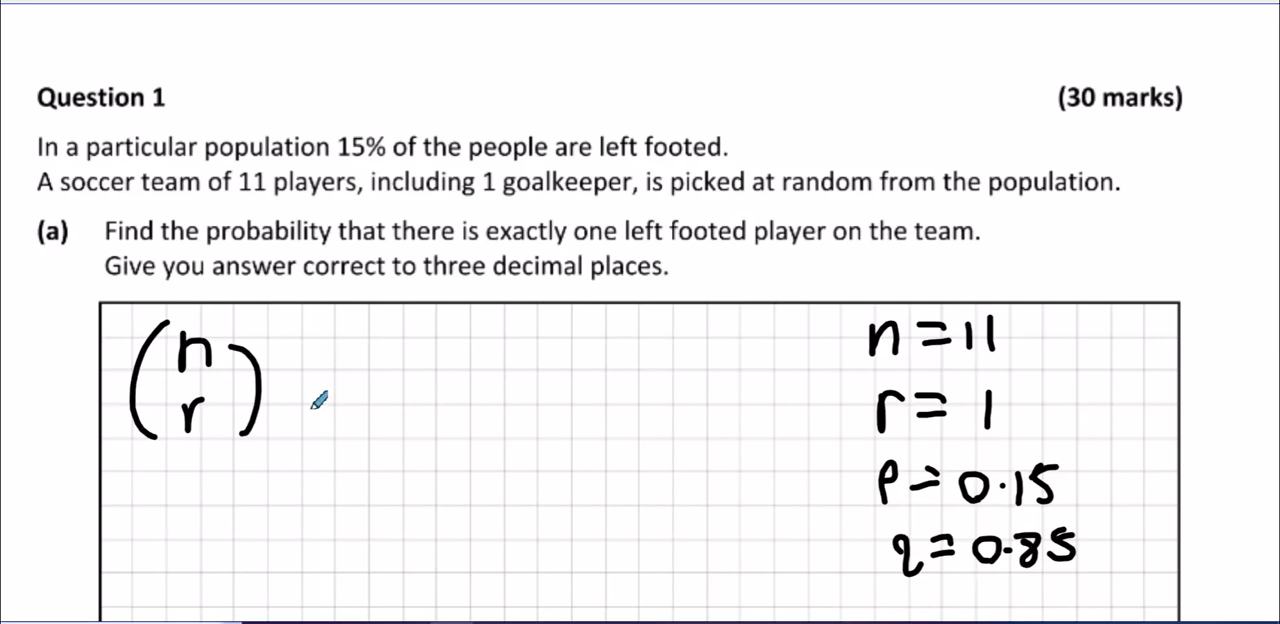 Question 1 (30 marks)
In a particular population 15% of the people are left footed.
A soccer team of 11 players, including 1 goalkeeper, is picked at random from the population.
(a) Find the probability that there is exactly one left footed player on the team.
Give you answer correct to three decimal places.
(n r)
n = 11
r = 1
p = 0.15
q = 0.85